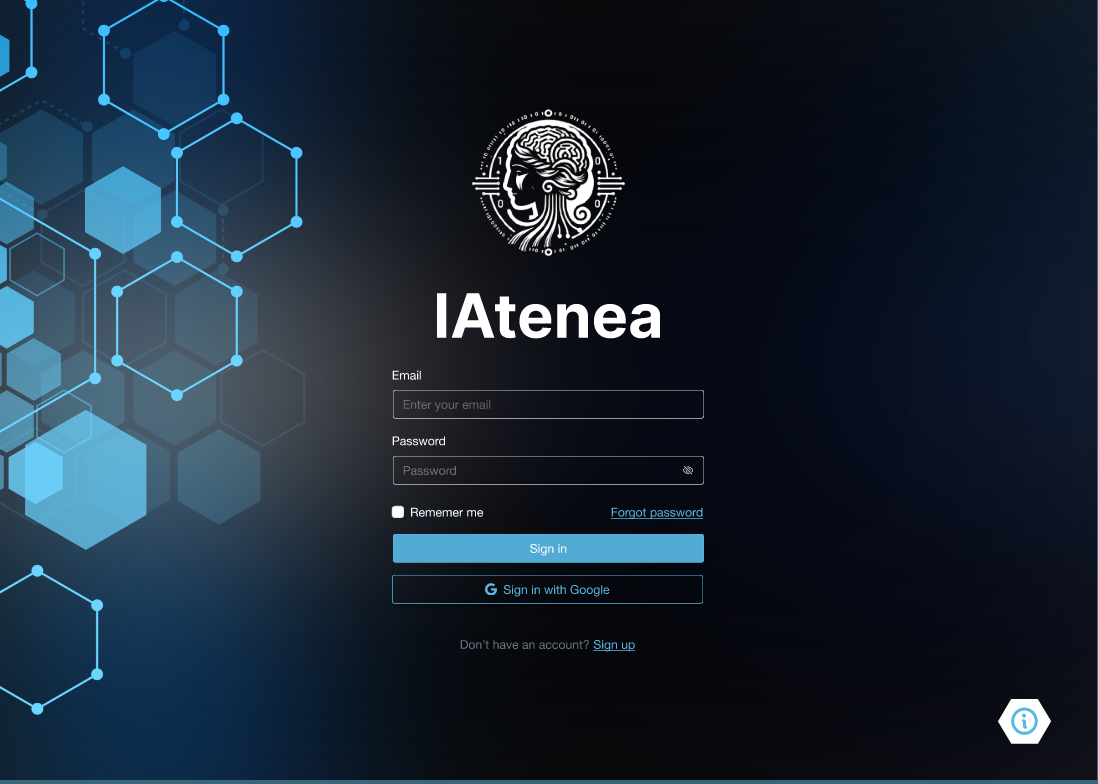 IAtenea
Email
Enter your email
Password
Password
Rememer me
Forgot password
Sign in
Sign in with Google
Don't have an account? Sign up